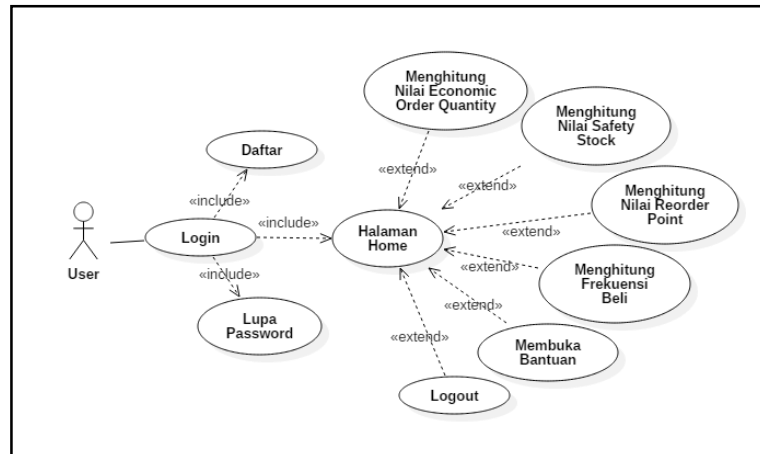 Menghitung
Nilai Economic
Order Quantity
Menghitung
Nilai Safety
Stock
Daftar
«extend»
«extend»
Menghitung
Nilai Reorder
Point
«include»
«include»
Login
Halaman
Home
«extend»
User
«include»
«extend»
Menghitung
Frekuensi
Beli
Lupa
Password
«extend»
«extend»
Membuka
Bantuan
Logout